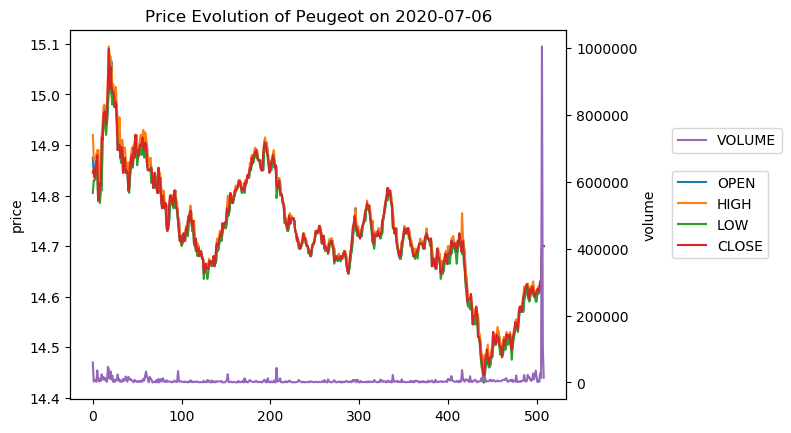 Price Evolution of Peugeot on 2020-07-06
15.1
15.0
14.9
14.8
14.7
14.6
14.5
14.4
price
0
100
200
300
400
500
1000000
800000
600000
400000
200000
0
volume
VOLUME
OPEN
HIGH
LOW
CLOSE